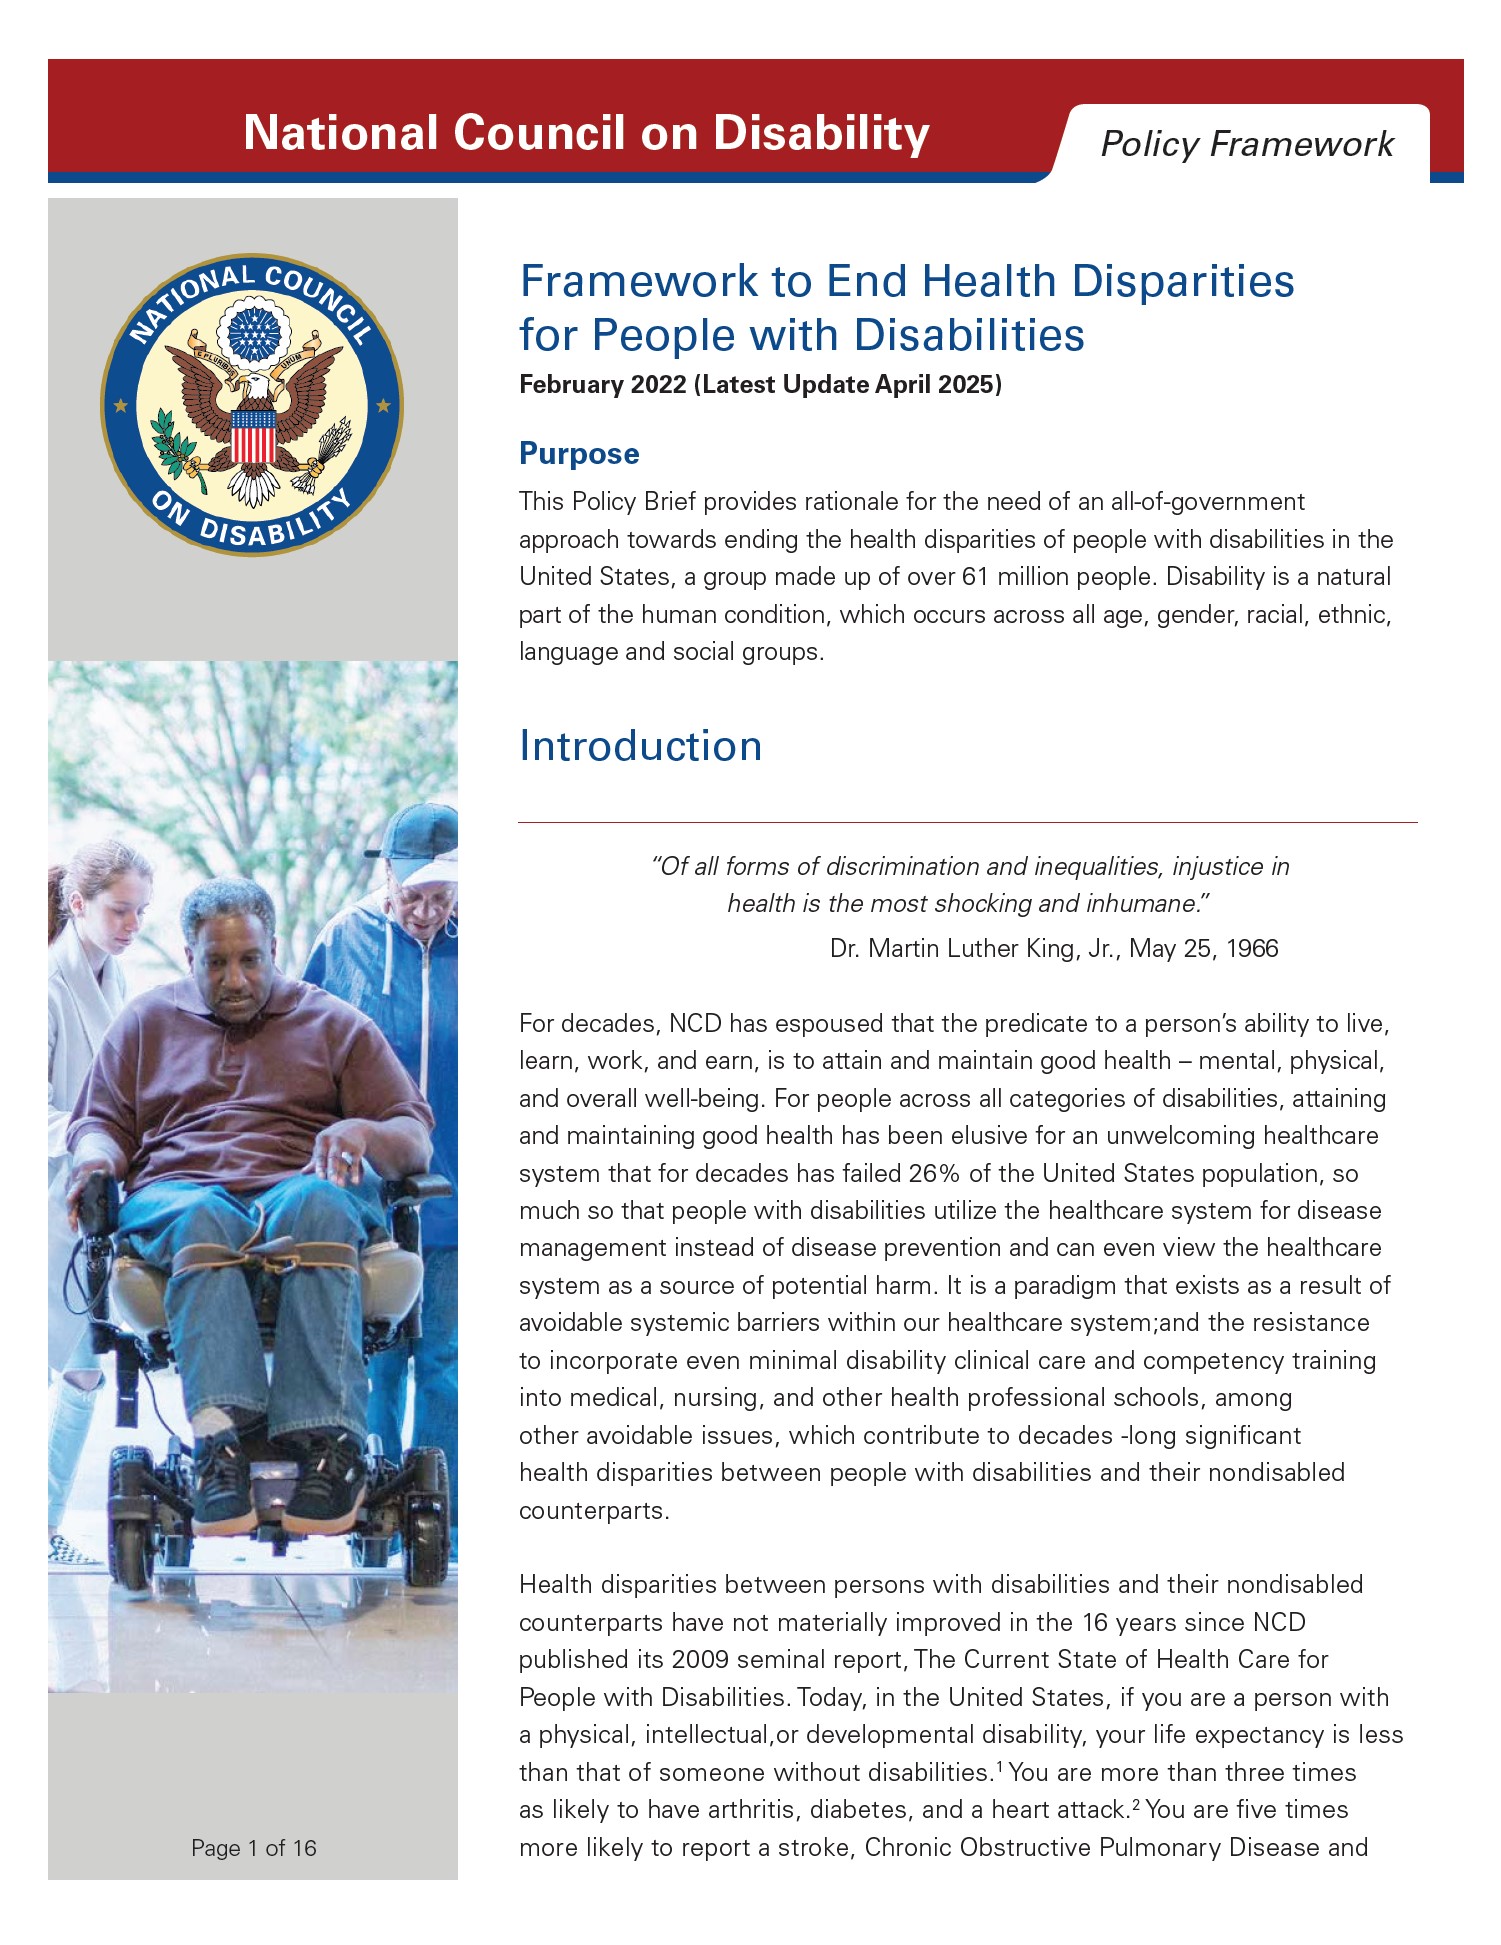 National Council on Disability
Policy Framework
NATIONAL COUNCIL
E PLURIBUS
UNUM
ON DISABILITY
Framework to End Health Disparities
for People with Disabilities
February 2022 (Latest Update April 2025)
Purpose
This Policy Brief provides rationale for the need of an all-of-government
approach towards ending the health disparities of people with disabilities in the
United States, a group made up of over 61 million people. Disability is a natural
part of the human condition, which occurs across all age, gender, racial, ethnic,
language and social groups.
Introduction
“Of all forms of discrimination and inequalities, injustice in
health is the most shocking and inhumane.”
Dr. Martin Luther King, Jr., May 25, 1966
For decades, NCD has espoused that the predicate to a person’s ability to live,
learn, work, and earn, is to attain and maintain good health – mental, physical,
and overall well-being. For people across all categories of disabilities, attaining
and maintaining good health has been elusive for an unwelcoming healthcare
system that for decades has failed 26% of the United States population, so
much so that people with disabilities utilize the healthcare system for disease
management instead of disease prevention and can even view the healthcare
system as a source of potential harm. It is a paradigm that exists as a result of
avoidable systemic barriers within our healthcare system;and the resistance
to incorporate even minimal disability clinical care and competency training
into medical, nursing, and other health professional schools, among
other avoidable issues, which contribute to decades -long significant
health disparities between people with disabilities and their nondisabled
counterparts.
Health disparities between persons with disabilities and their nondisabled
counterparts have not materially improved in the 16 years since NCD
published its 2009 seminal report, The Current State of Health Care for
People with Disabilities. Today, in the United States, if you are a person with
a physical, intellectual,or developmental disability, your life expectancy is less
than that of someone without disabilities.¹ You are more than three times
as likely to have arthritis, diabetes, and a heart attack.² You are five times
more likely to report a stroke, Chronic Obstructive Pulmonary Disease and
Page 1 of 16